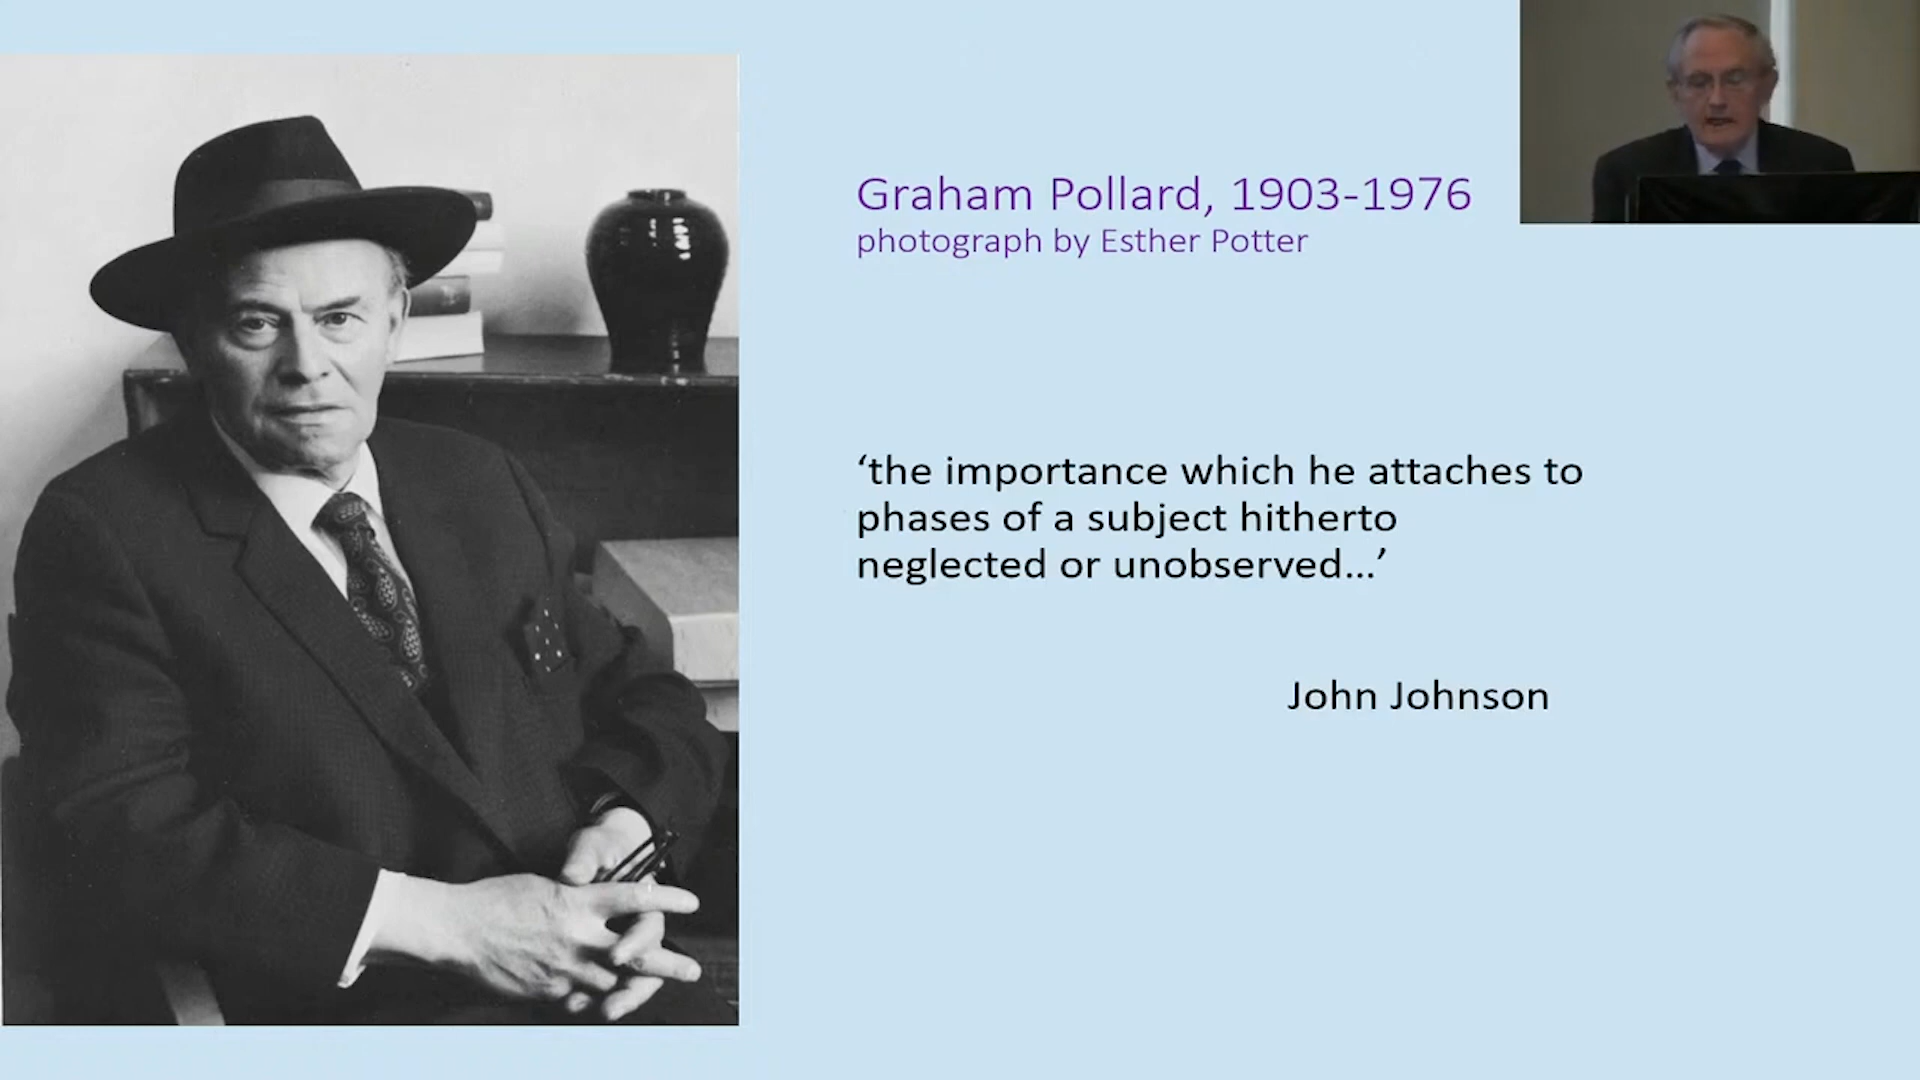 Graham Pollard, 1903-1976
photograph by Esther Potter
‘the importance which he attaches to
phases of a subject hitherto
neglected or unobserved...’
John Johnson